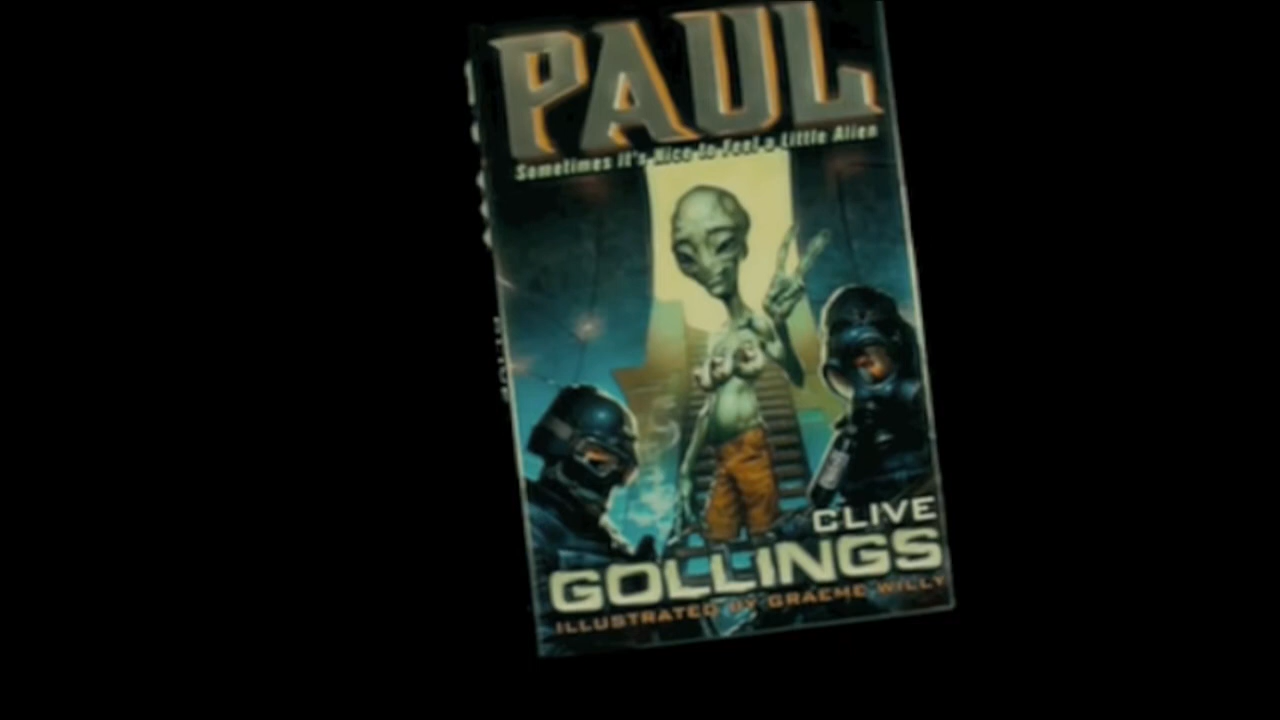 PAUL
Sometimes it's Nice to Feel a Little Alien
CLIVE
GOLLINGS
ILLUSTRATED BY GRAEME WILLY